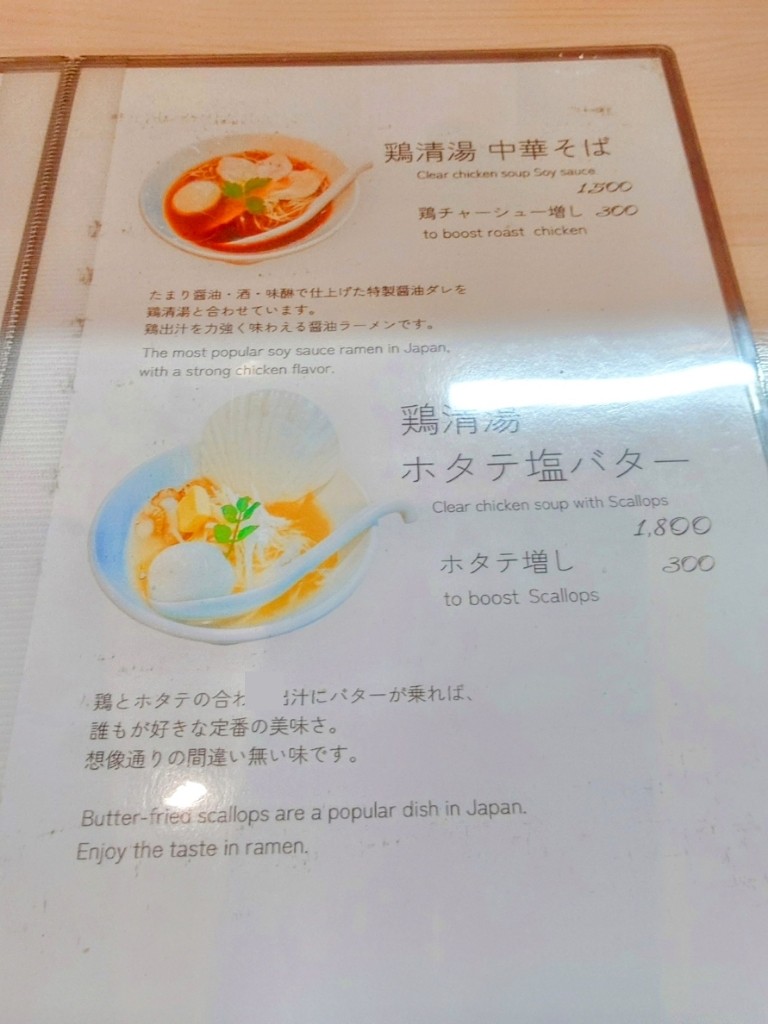 鶏清湯 中華そば
Clear chicken soup Soy sauce
1,500
鶏チャーシュー増し 300
to boost roast chicken
たまり醤油・酒・味醂で仕上げた特製醤油ダレを
鶏清湯と合わせています。
鶏出汁を力強く味わえる醤油ラーメンです。
The most popular soy sauce ramen in Japan,
with a strong chicken flavor.
鶏清湯
ホタテ塩バター
Clear chicken soup with Scallops
1,800
ホタテ増し 300
to boost Scallops
鶏とホタテの合わ 汁にバターが乗れば、
誰もが好きな定番の美味さ。
想像通りの間違い無い味です。
Butter-fried scallops are a popular dish in Japan.
Enjoy the taste in ramen.